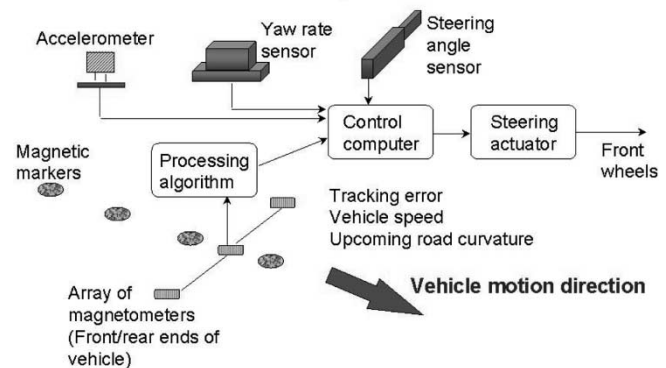 Accelerometer
Yaw rate
sensor
Steering
angle
sensor
Control
computer
Steering
actuator
Front
wheels
Magnetic
markers
Processing
algorithm
Tracking error
Vehicle speed
Upcoming road curvature
Vehicle motion direction
Array of
magnetometers
(Front/rear ends of
vehicle)